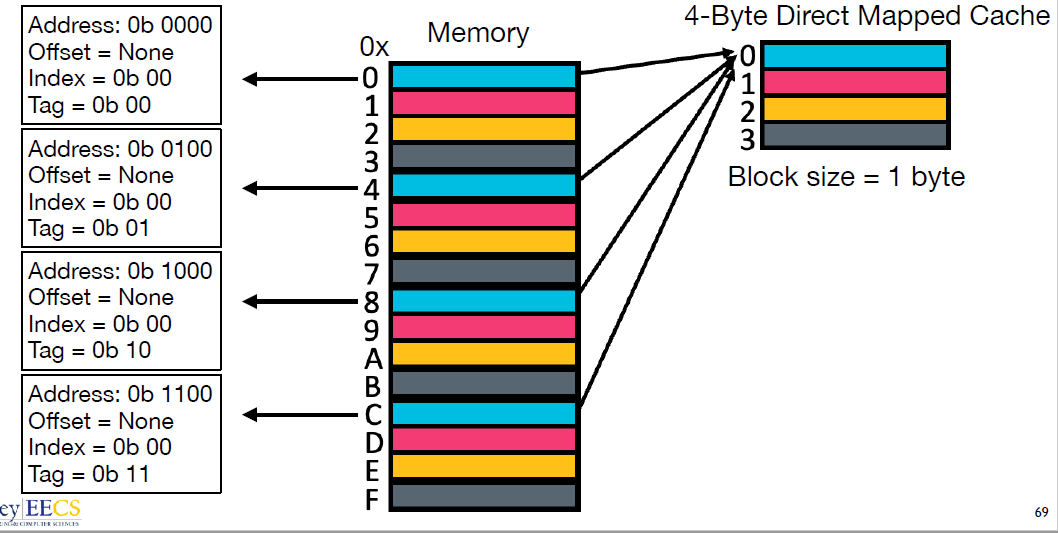 Address: 0b 0000
Offset = None
Index = 0b 00
Tag = 0b 00
Address: 0b 0100
Offset = None
Index = 0b 00
Tag = 0b 01
Address: 0b 1000
Offset = None
Index = 0b 00
Tag = 0b 10
Address: 0b 1100
Offset = None
Index = 0b 00
Tag = 0b 11
Memory
0x
0
1
2
3
4
5
6
7
8
9
A
B
C
D
E
F
4-Byte Direct Mapped Cache
0
1
2
3
Block size = 1 byte
ey EECS
COMPUTER SCIENCES
69